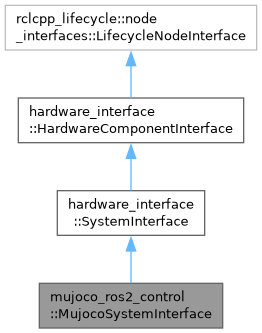 rclcpp_lifecycle::node
_interfaces::LifecycleNodeInterface
hardware_interface
::HardwareComponentInterface
hardware_interface
::SystemInterface
mujoco_ros2_control
::MujocoSystemInterface